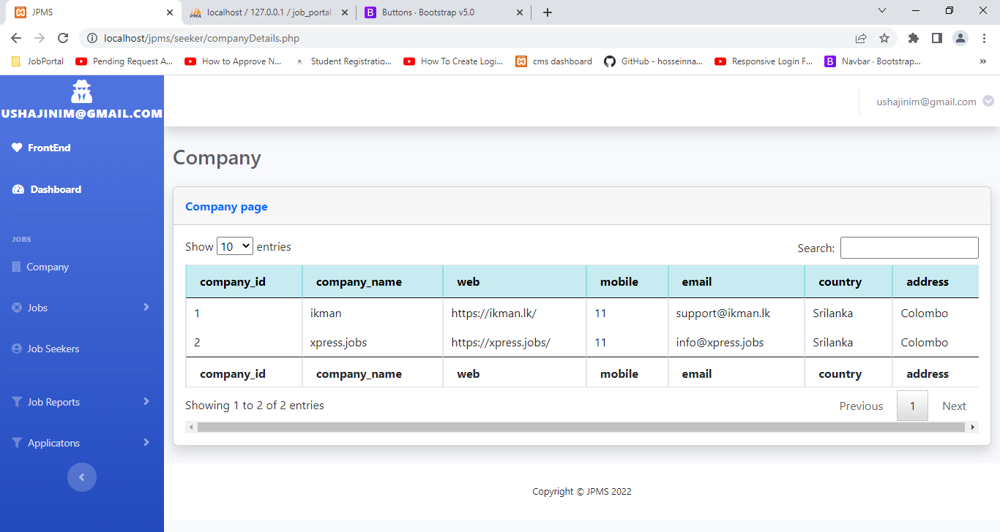 JPMS
localhost / 127.0.0.1 / job_portal
Buttons · Bootstrap v5.0
localhost/jpms/seeker/companyDetails.php
JobPortal
Pending Request A...
How to Approve N...
Student Registratio...
How To Create Logi...
cms dashboard
GitHub - hosseinna...
Responsive Login F...
Navbar · Bootstrap...
USHAJINIM@GMAIL.COM
ushajinim@gmail.com
FrontEnd
Dashboard
JOBS
Company
Jobs
Job Seekers
Job Reports
Applicatons
Company
Company page
Show 10 entries
Search:
company_id company_name web mobile email country address
1 ikman https://ikman.lk/ 11 support@ikman.lk Srilanka Colombo
2 xpress.jobs https://xpress.jobs/ 11 info@xpress.jobs Srilanka Colombo
company_id company_name web mobile email country address
Showing 1 to 2 of 2 entries
Previous 1 Next
Copyright © JPMS 2022